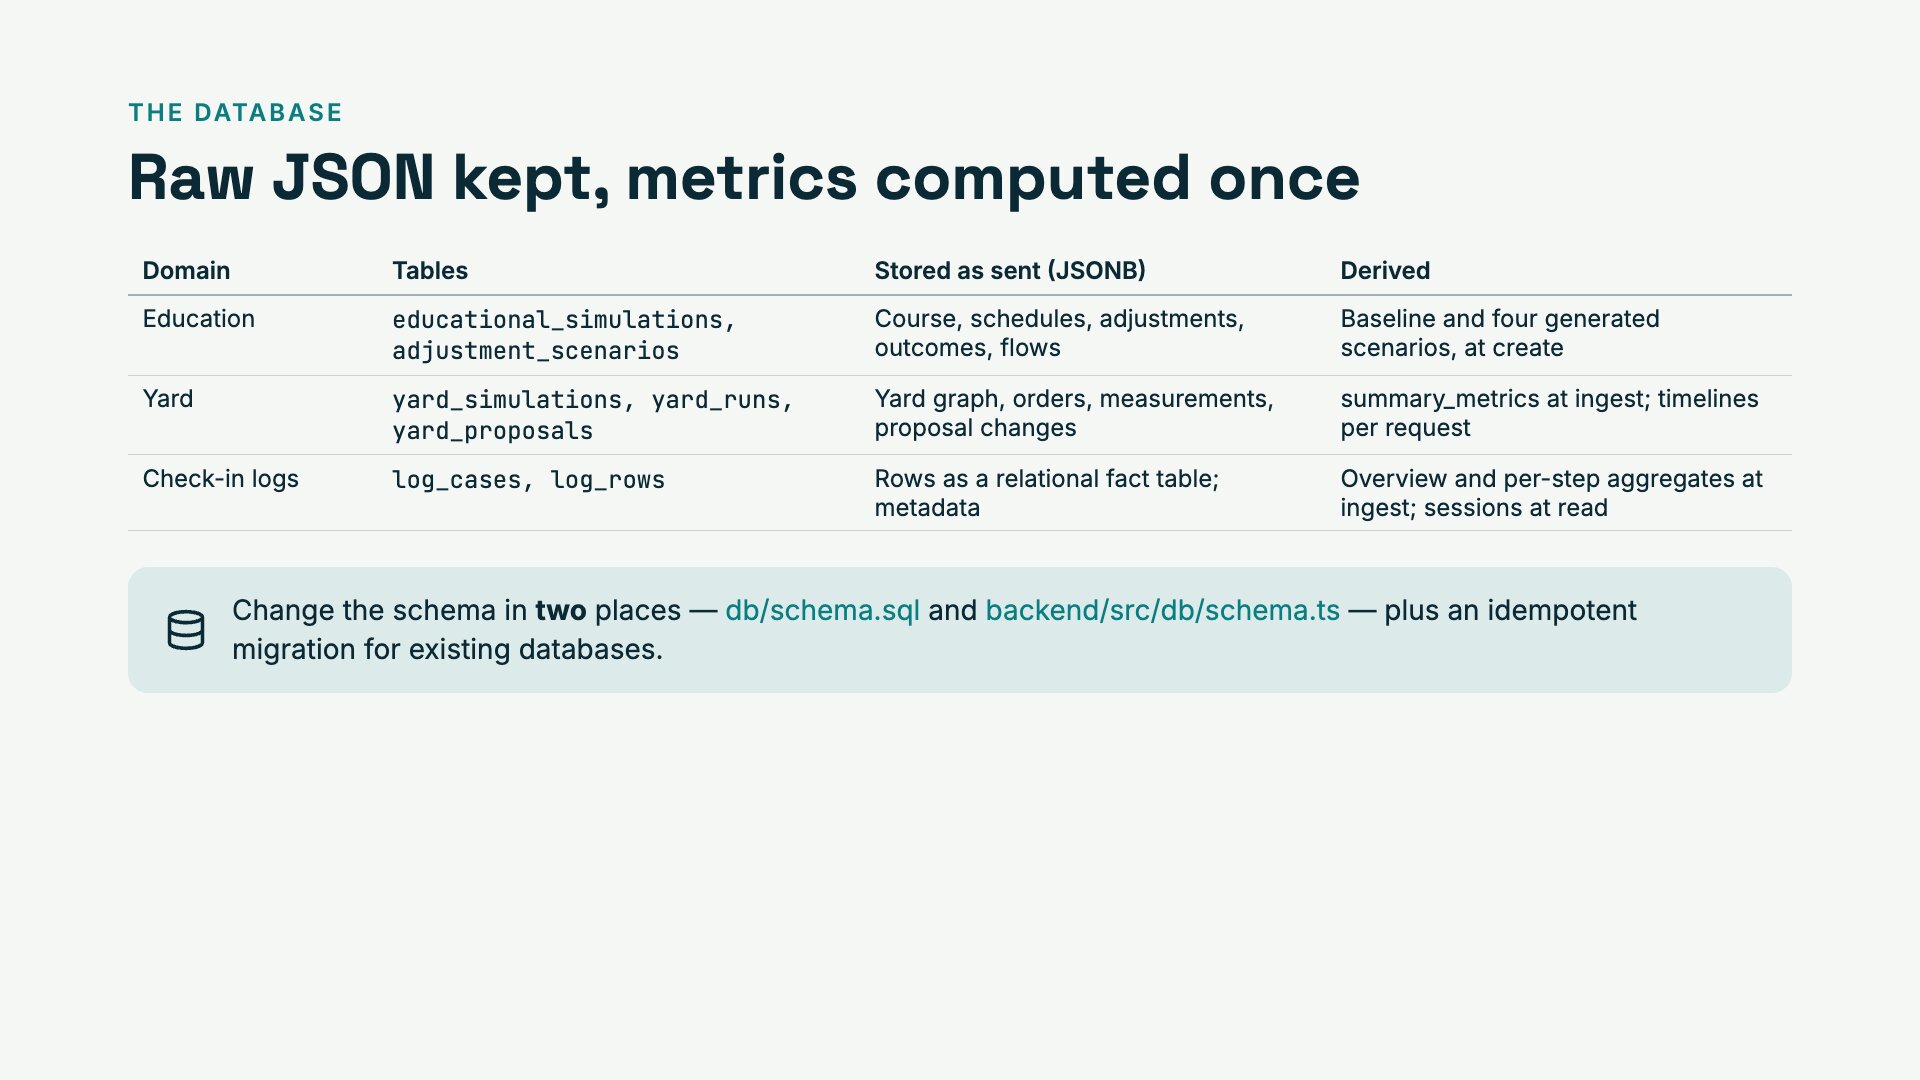 THE DATABASE
Raw JSON kept, metrics computed once
Domain Tables Stored as sent (JSONB) Derived
Education educational_simulations, adjustment_scenarios Course, schedules, adjustments, outcomes, flows Baseline and four generated scenarios, at create
Yard yard_simulations, yard_runs, yard_proposals Yard graph, orders, measurements, proposal changes summary_metrics at ingest; timelines per request
Check-in logs log_cases, log_rows Rows as a relational fact table; metadata Overview and per-step aggregates at ingest; sessions at read
Change the schema in two places — db/schema.sql and backend/src/db/schema.ts — plus an idempotent
migration for existing databases.